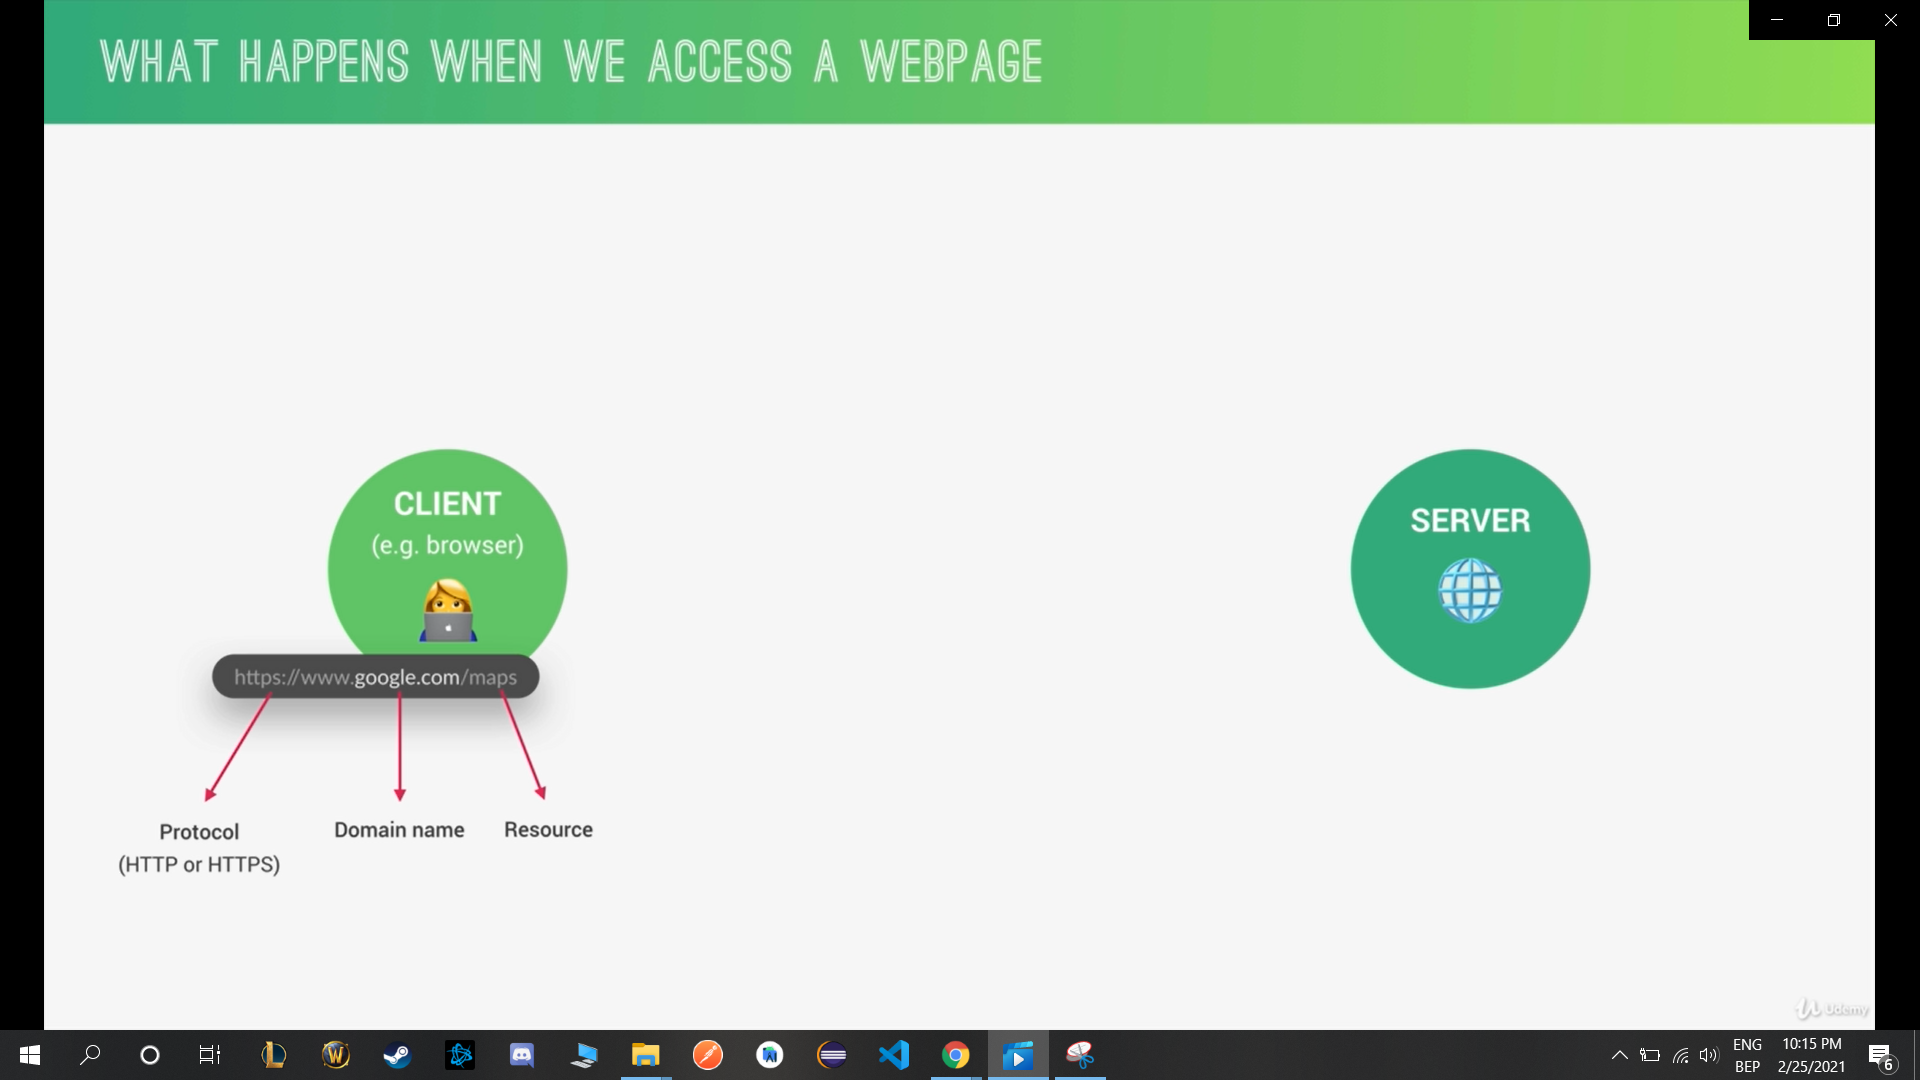 WHAT HAPPENS WHEN WE ACCESS A WEBPAGE
CLIENT
(e.g. browser)
SERVER
https://www.google.com/maps
Protocol
(HTTP or HTTPS)
Domain name
Resource
Udemy
ENG
BEP
10:15 PM
2/25/2021
6